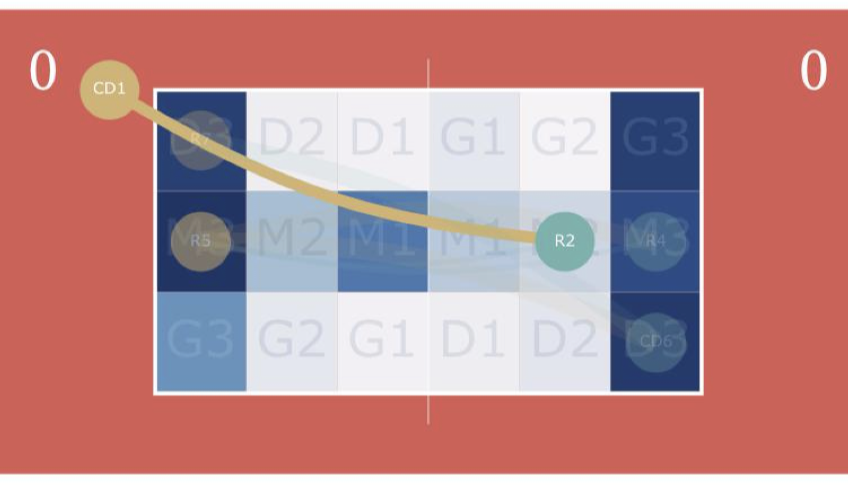 0 0
CD1
D3 R7 D2 D1 G1 G2 G3
M3 R5 M2 M1 M1 M2 R2 M3 R4
G3 G2 G1 D1 D2 D3 CD6